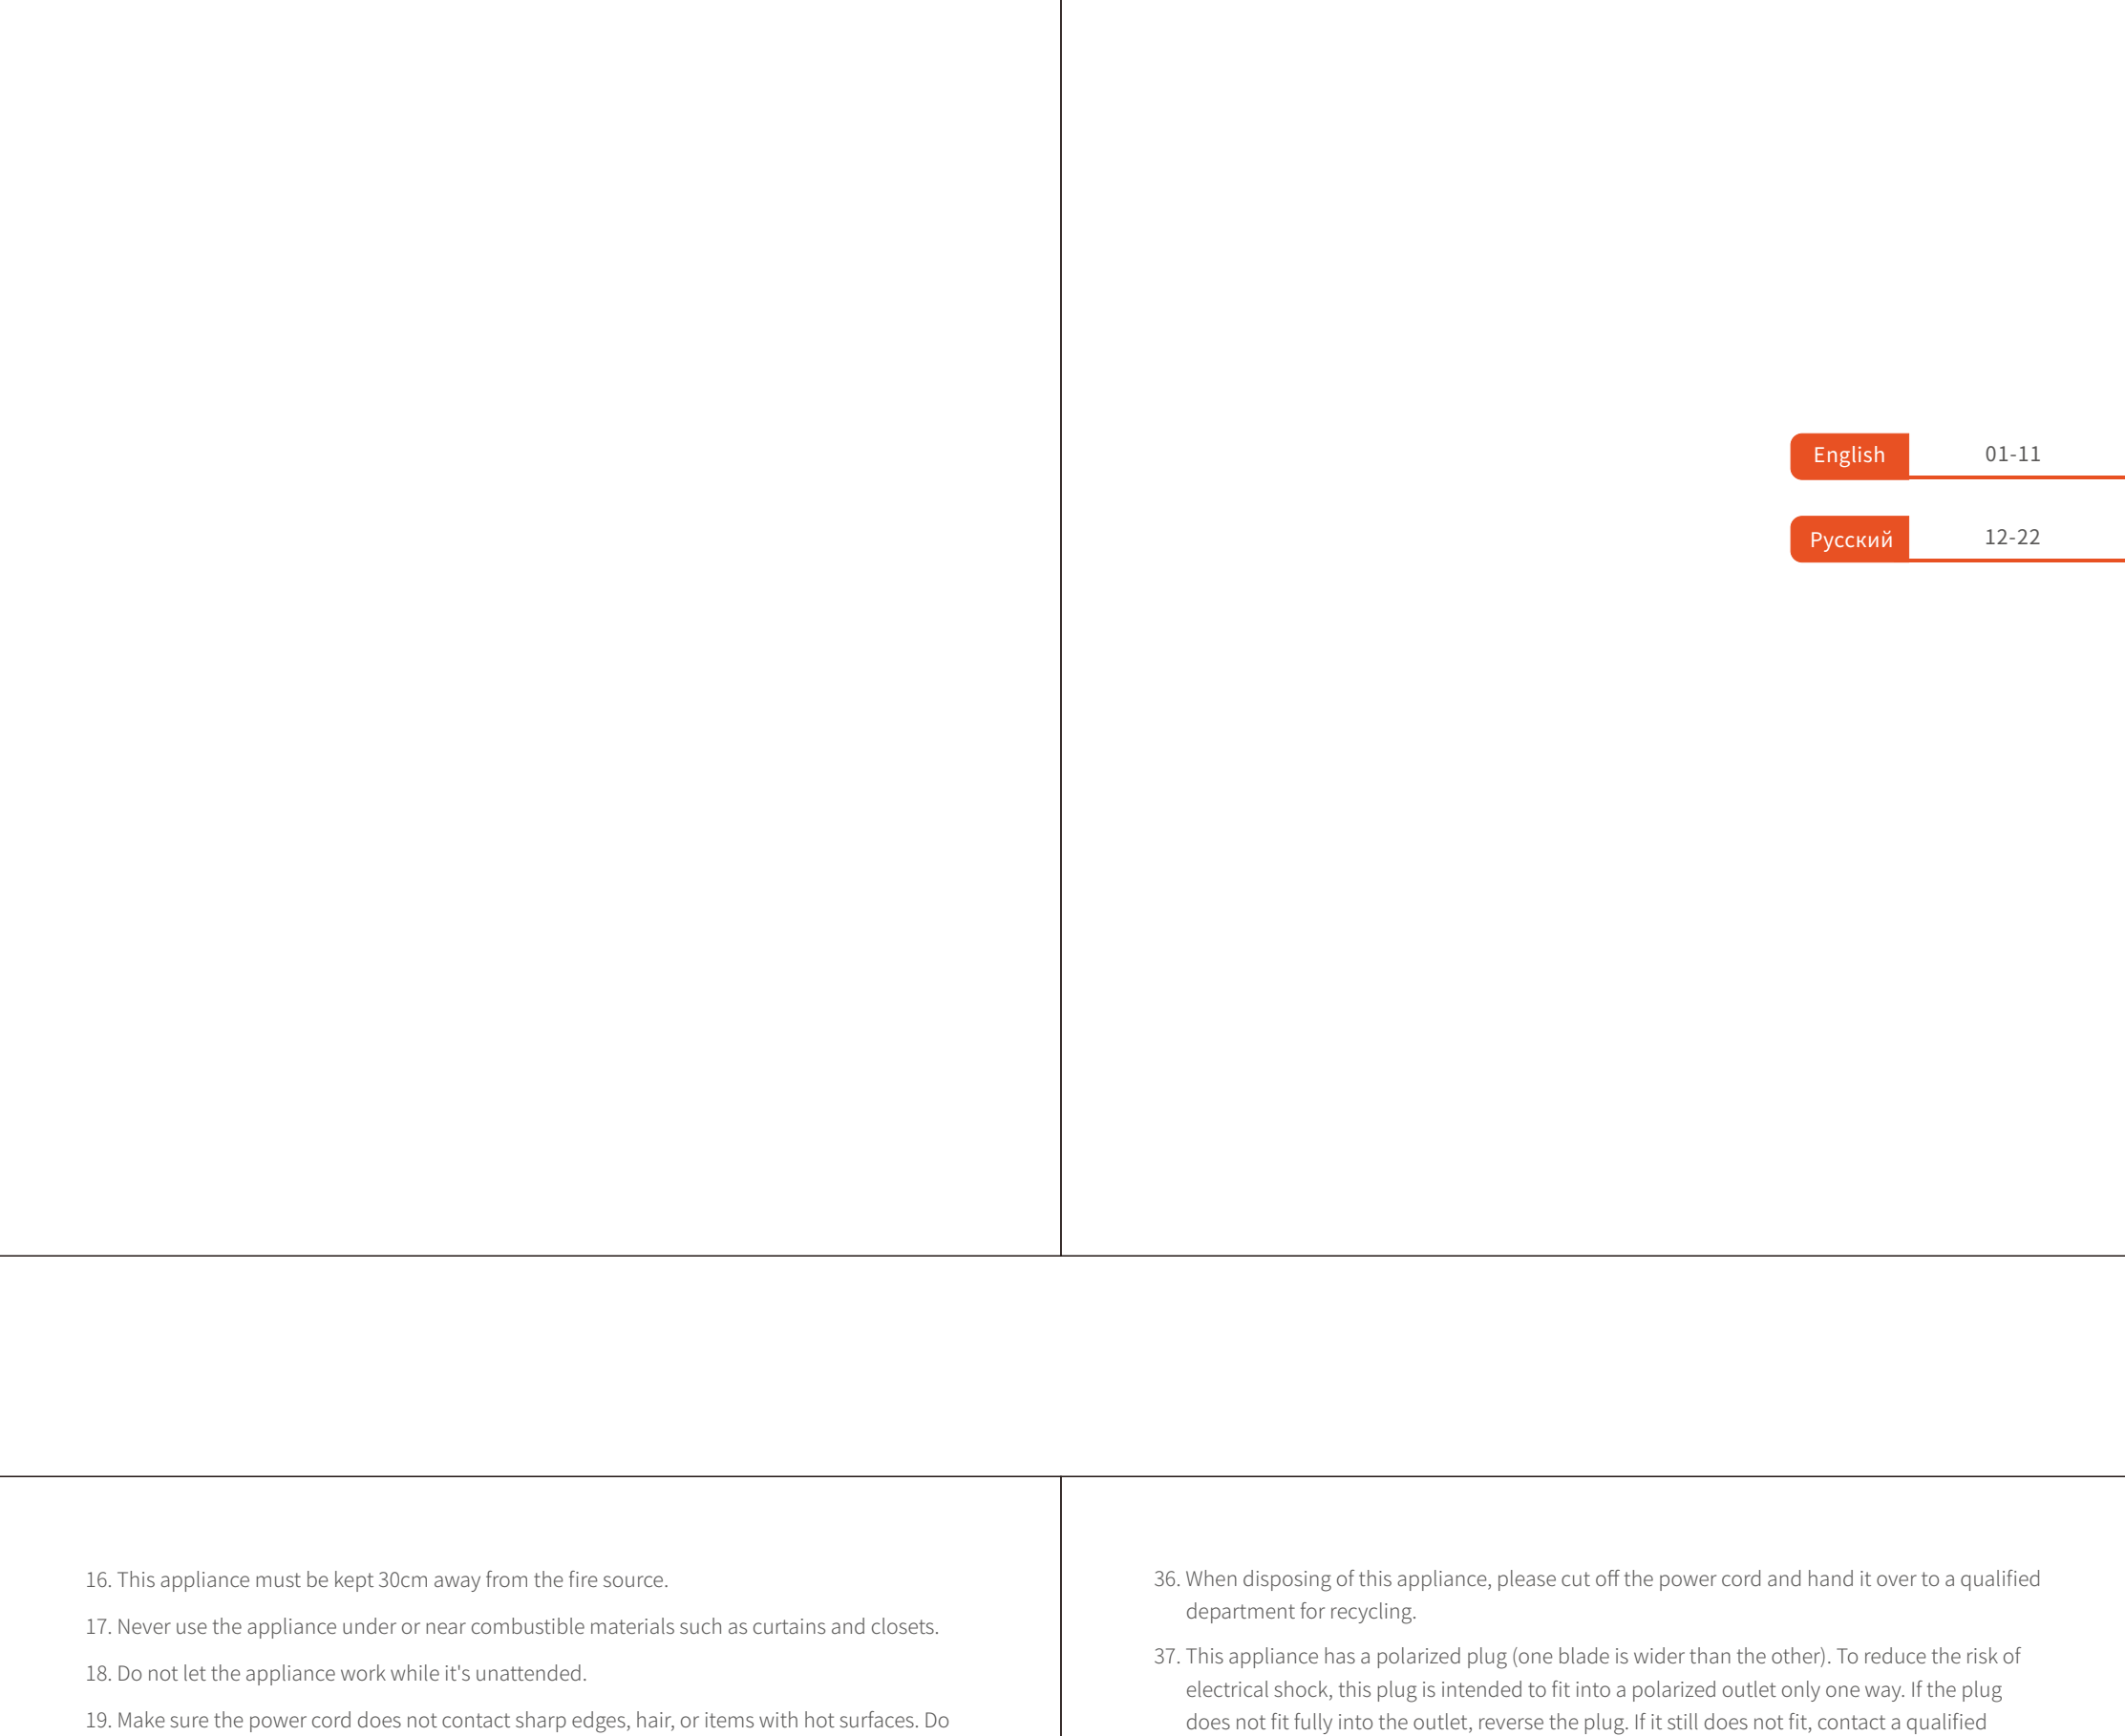 English 01-11
Русский 12-22
16. This appliance must be kept 30cm away from the fire source.
17. Never use the appliance under or near combustible materials such as curtains and closets.
18. Do not let the appliance work while it's unattended.
19. Make sure the power cord does not contact sharp edges, hair, or items with hot surfaces. Do
36. When disposing of this appliance, please cut off the power cord and hand it over to a qualified
department for recycling.
37. This appliance has a polarized plug (one blade is wider than the other). To reduce the risk of
electrical shock, this plug is intended to fit into a polarized outlet only one way. If the plug
does not fit fully into the outlet, reverse the plug. If it still does not fit, contact a qualified